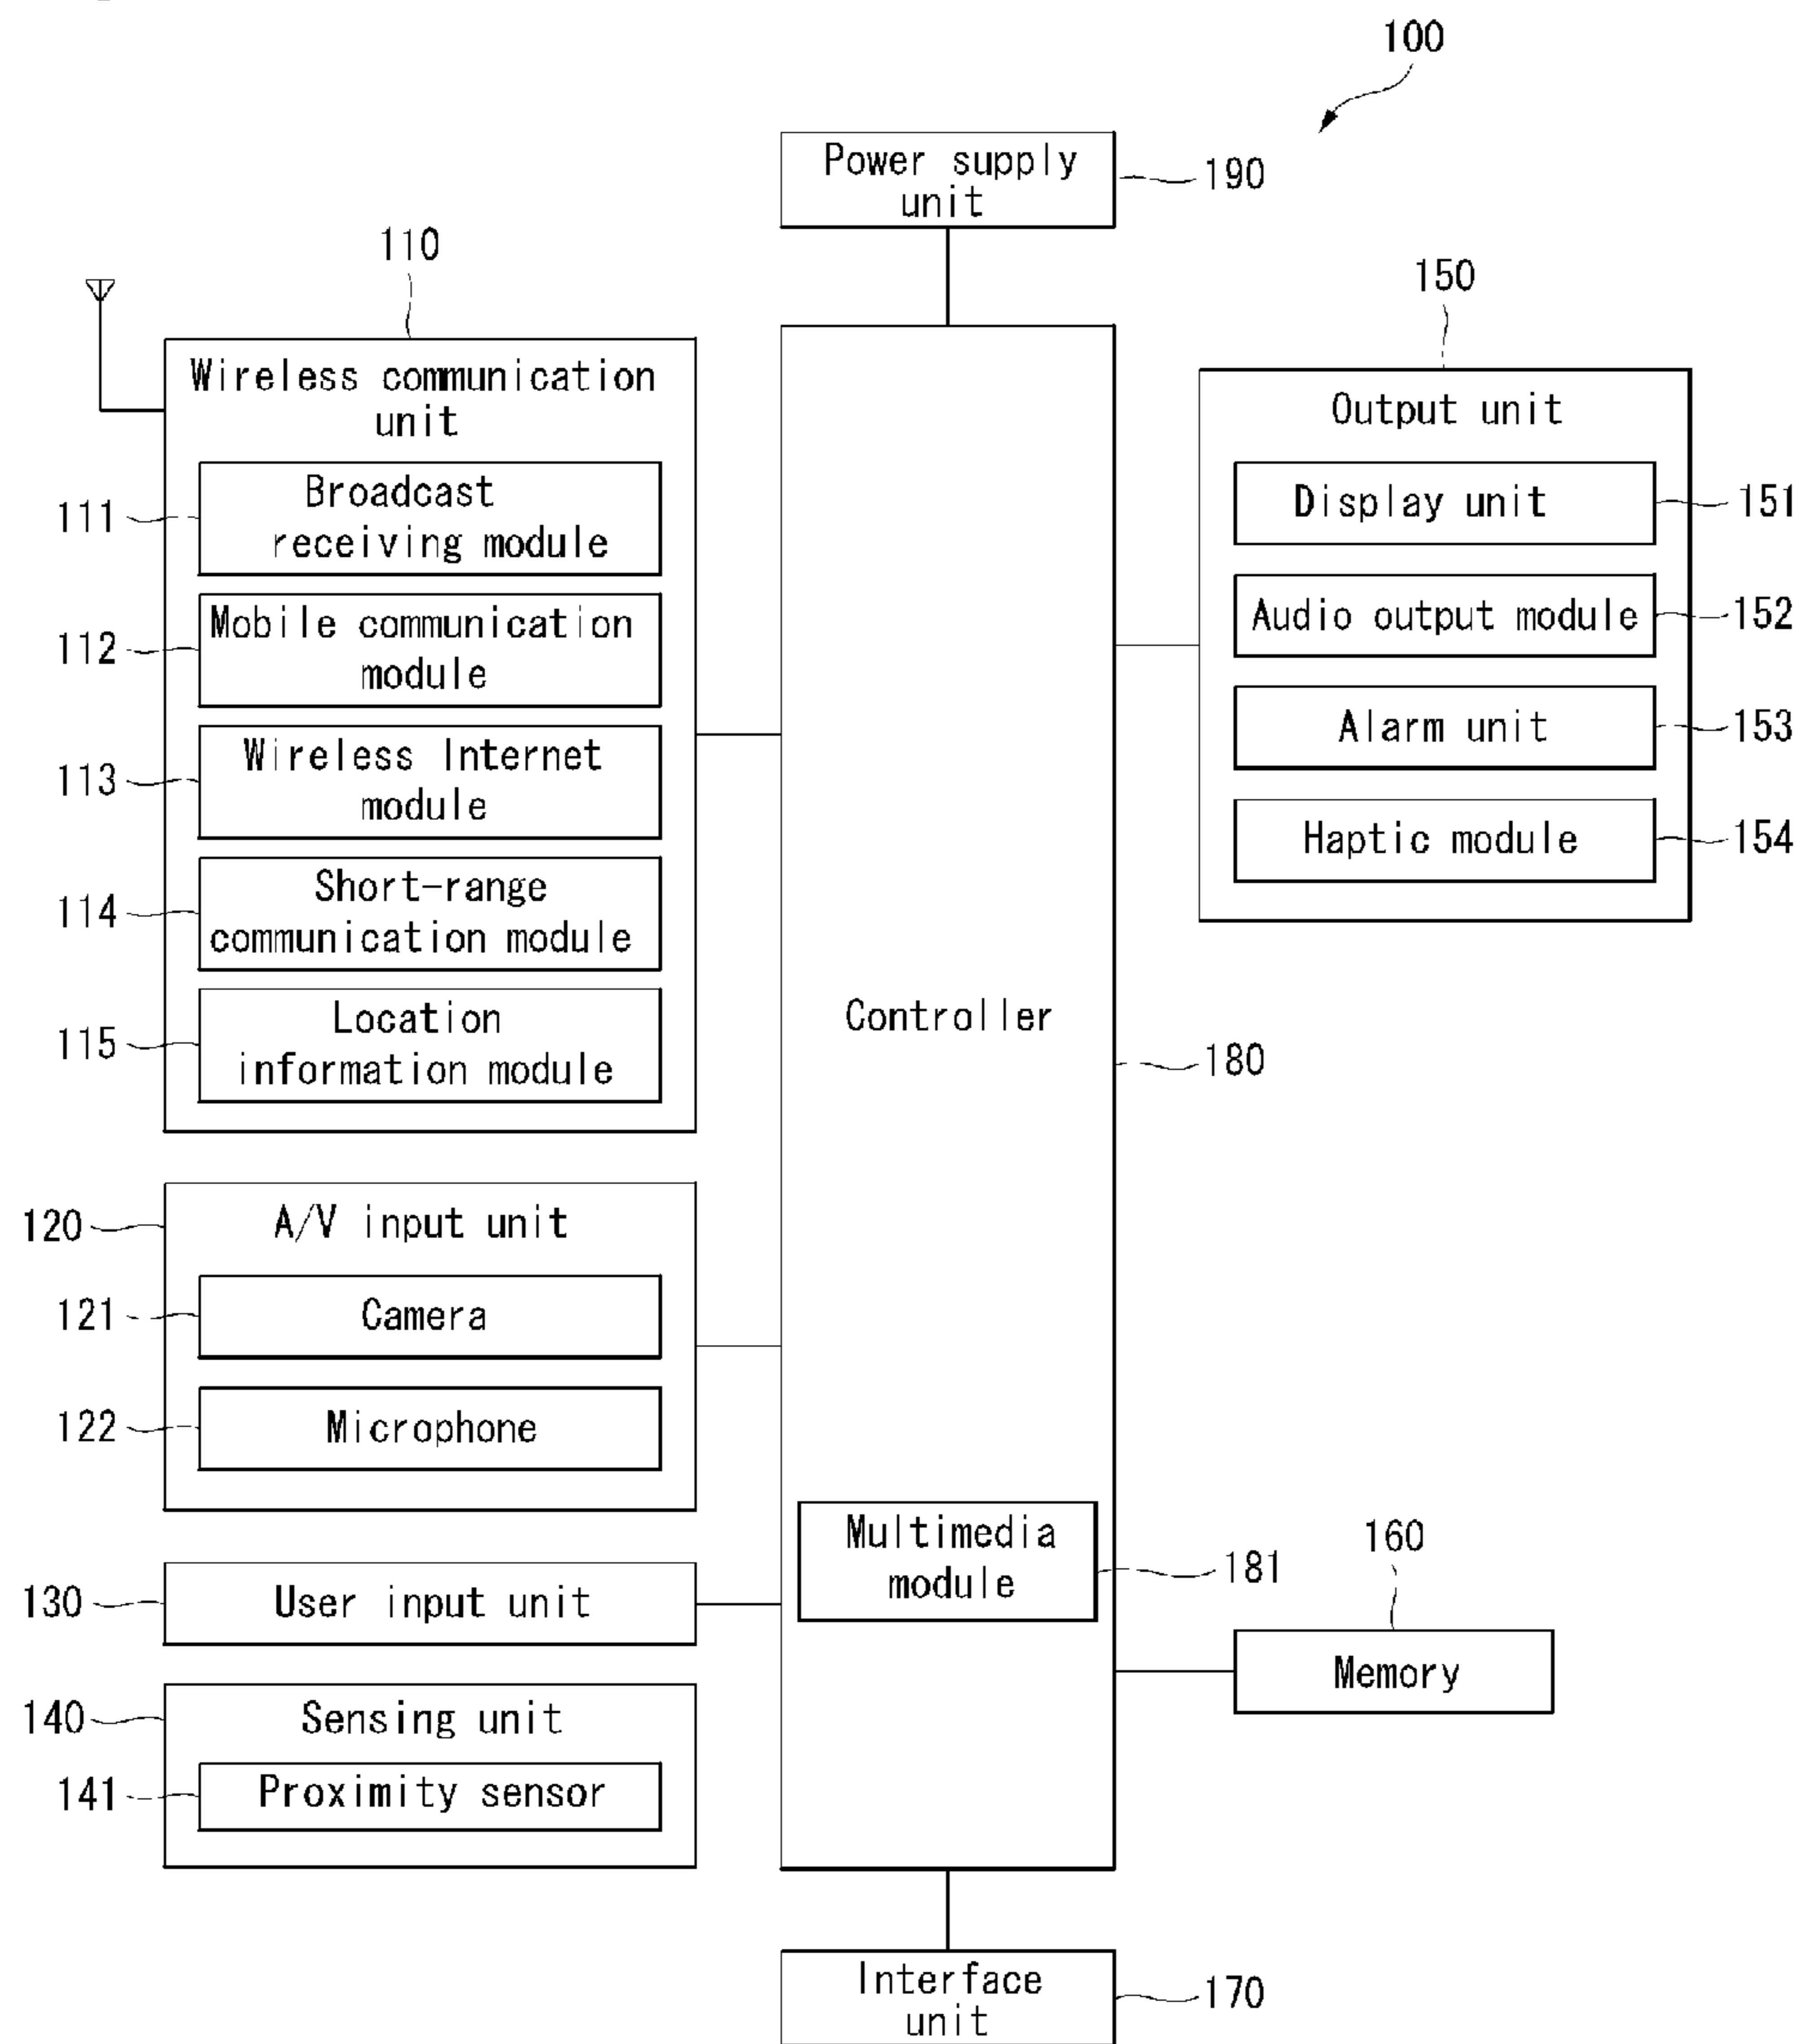 100
Power supply
unit
190
110
Wireless communication
unit
Broadcast
receiving module
111
Mobile communication
module
112
Wireless Internet
module
113
Short-range
communication module
114
Location
information module
115
120
A/V input unit
121
Camera
122
Microphone
130
User input unit
140
Sensing unit
141
Proximity sensor
Controller
180
Multimedia
module
181
150
Output unit
Display unit
151
Audio output module
152
Alarm unit
153
Haptic module
154
160
Memory
Interface
unit
170